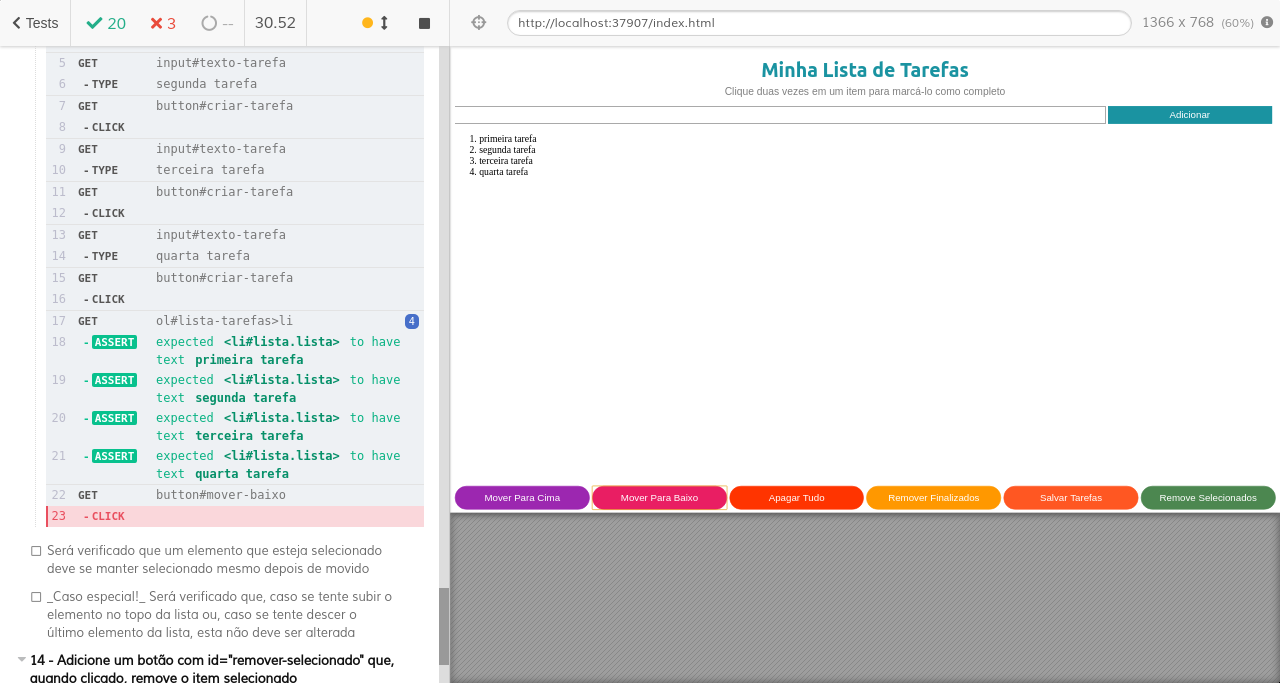 Tests
20
3
--
30.52
http://localhost:37907/index.html
1366 x 768 (60%)
5 GET input#texto-tarefa
6 - TYPE segunda tarefa
7 GET button#criar-tarefa
8 - CLICK
9 GET input#texto-tarefa
10 - TYPE terceira tarefa
11 GET button#criar-tarefa
12 - CLICK
13 GET input#texto-tarefa
14 - TYPE quarta tarefa
15 GET button#criar-tarefa
16 - CLICK
17 GET ol#lista-tarefas>li 4
18 - ASSERT expected <li#lista.lista> to have
text primeira tarefa
19 - ASSERT expected <li#lista.lista> to have
text segunda tarefa
20 - ASSERT expected <li#lista.lista> to have
text terceira tarefa
21 - ASSERT expected <li#lista.lista> to have
text quarta tarefa
22 GET button#mover-baixo
23 - CLICK
Será verificado que um elemento que esteja selecionado
deve se manter selecionado mesmo depois de movido
_Caso especial!_ Será verificado que, caso se tente subir o
elemento no topo da lista ou, caso se tente descer o
último elemento da lista, esta não deve ser alterada
14 - Adicione um botão com id="remover-selecionado" que,
quando clicado, remove o item selecionado
Minha Lista de Tarefas
Clique duas vezes em um item para marcá-lo como completo
Adicionar
1. primeira tarefa
2. segunda tarefa
3. terceira tarefa
4. quarta tarefa
Mover Para Cima
Mover Para Baixo
Apagar Tudo
Remover Finalizados
Salvar Tarefas
Remove Selecionados